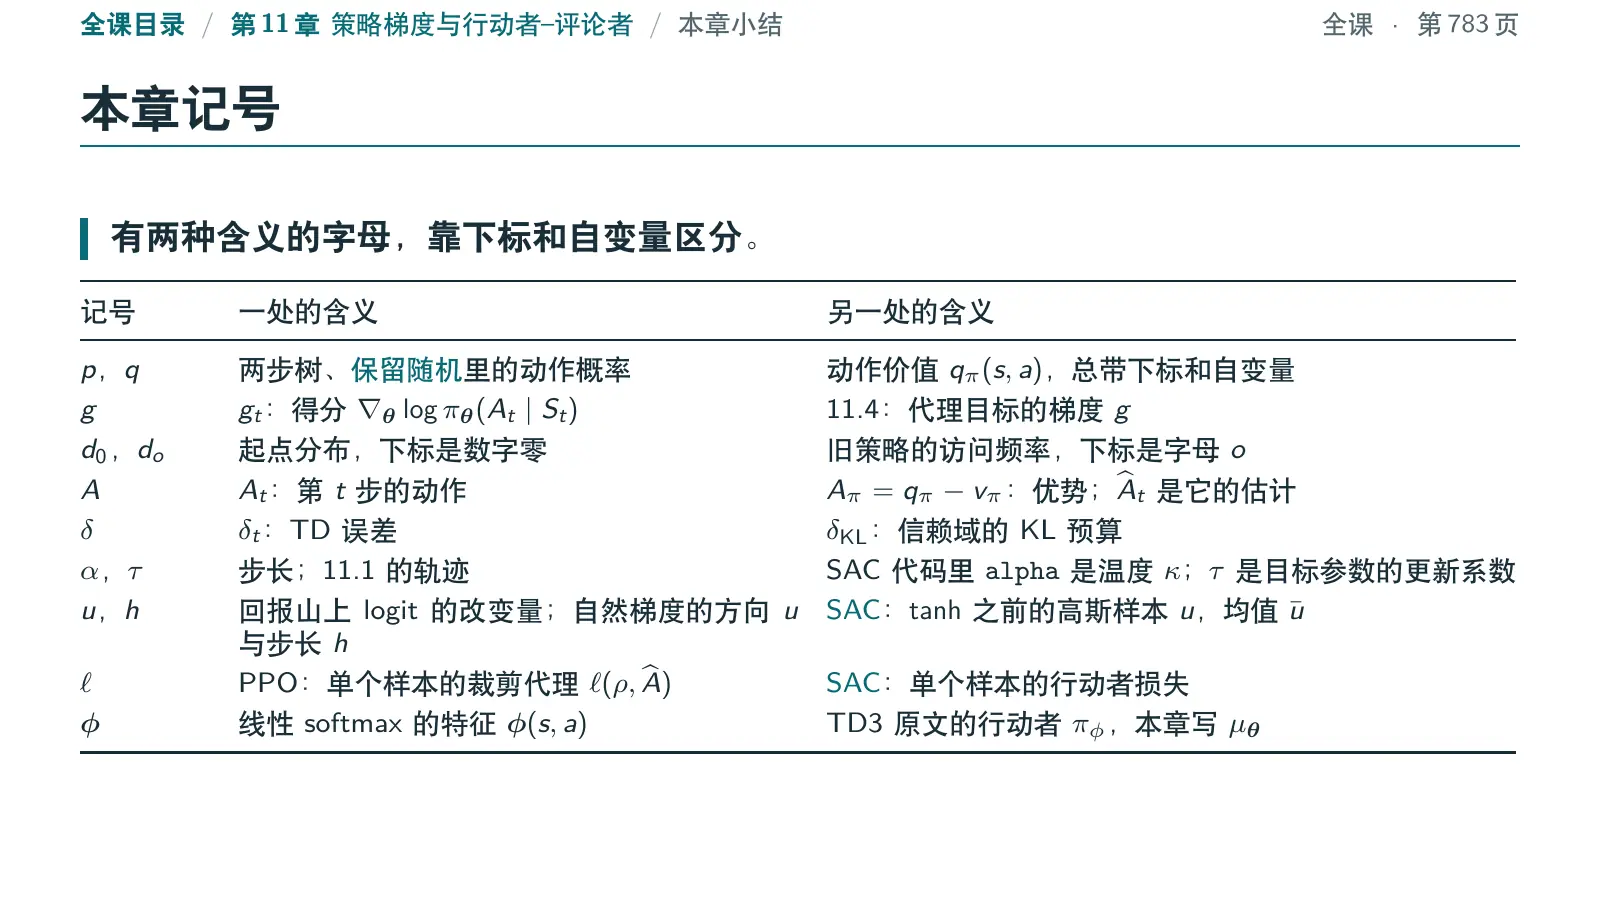 全课目录 / 第 11 章 策略梯度与行动者–评论者 / 本章小结
全课 · 第 783 页
本章记号
有两种含义的字母，靠下标和自变量区分。
记号 一处的含义 另一处的含义
p，q 两步树、保留随机里的动作概率 动作价值 qπ(s, a)，总带下标和自变量
g gt：得分 ∇θ log πθ(At | St) 11.4：代理目标的梯度 g
d0，do 起点分布，下标是数字零 旧策略的访问频率，下标是字母 o
A At：第 t 步的动作 Aπ = qπ − vπ：优势；Ât 是它的估计
δ δt：TD 误差 δKL：信赖域的 KL 预算
α，τ 步长；11.1 的轨迹 SAC 代码里 alpha 是温度 κ；τ 是目标参数的更新系数
u，h 回报山上 logit 的改变量；自然梯度的方向 u SAC：tanh 之前的高斯样本 u，均值 ū
与步长 h
ℓ PPO：单个样本的裁剪代理 ℓ(ρ, Â) SAC：单个样本的行动者损失
ϕ 线性 softmax 的特征 ϕ(s, a) TD3 原文的行动者 πϕ，本章写 μθ